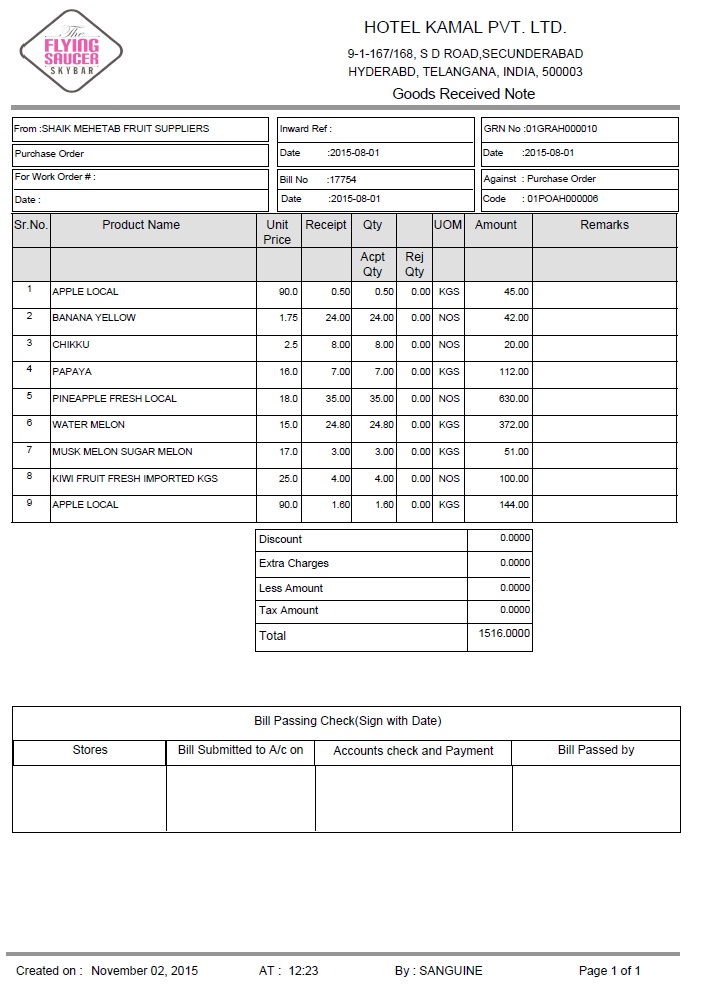 The
FLYING
SAUCER
SKYBAR
HOTEL KAMAL PVT. LTD.
9-1-167/168, S D ROAD,SECUNDERABAD
HYDERABD, TELANGANA, INDIA, 500003
Goods Received Note
From :SHAIK MEHETAB FRUIT SUPPLIERS Inward Ref : GRN No :01GRAH000010
Purchase Order Date :2015-08-01 Date :2015-08-01
For Work Order # : Bill No :17754 Against : Purchase Order
Date : Date :2015-08-01 Code : 01POAH000006
Sr.No. Product Name Unit Price Receipt Qty UOM Amount Remarks
Acpt Qty Rej Qty
1 APPLE LOCAL 90.0 0.50 0.50 0.00 KGS 45.00
2 BANANA YELLOW 1.75 24.00 24.00 0.00 NOS 42.00
3 CHIKKU 2.5 8.00 8.00 0.00 NOS 20.00
4 PAPAYA 16.0 7.00 7.00 0.00 KGS 112.00
5 PINEAPPLE FRESH LOCAL 18.0 35.00 35.00 0.00 NOS 630.00
6 WATER MELON 15.0 24.80 24.80 0.00 KGS 372.00
7 MUSK MELON SUGAR MELON 17.0 3.00 3.00 0.00 KGS 51.00
8 KIWI FRUIT FRESH IMPORTED KGS 25.0 4.00 4.00 0.00 NOS 100.00
9 APPLE LOCAL 90.0 1.60 1.60 0.00 KGS 144.00
Discount 0.0000
Extra Charges 0.0000
Less Amount 0.0000
Tax Amount 0.0000
Total 1516.0000
Bill Passing Check(Sign with Date)
Stores Bill Submitted to A/c on Accounts check and Payment Bill Passed by
Created on : November 02, 2015 AT : 12:23 By : SANGUINE Page 1 of 1